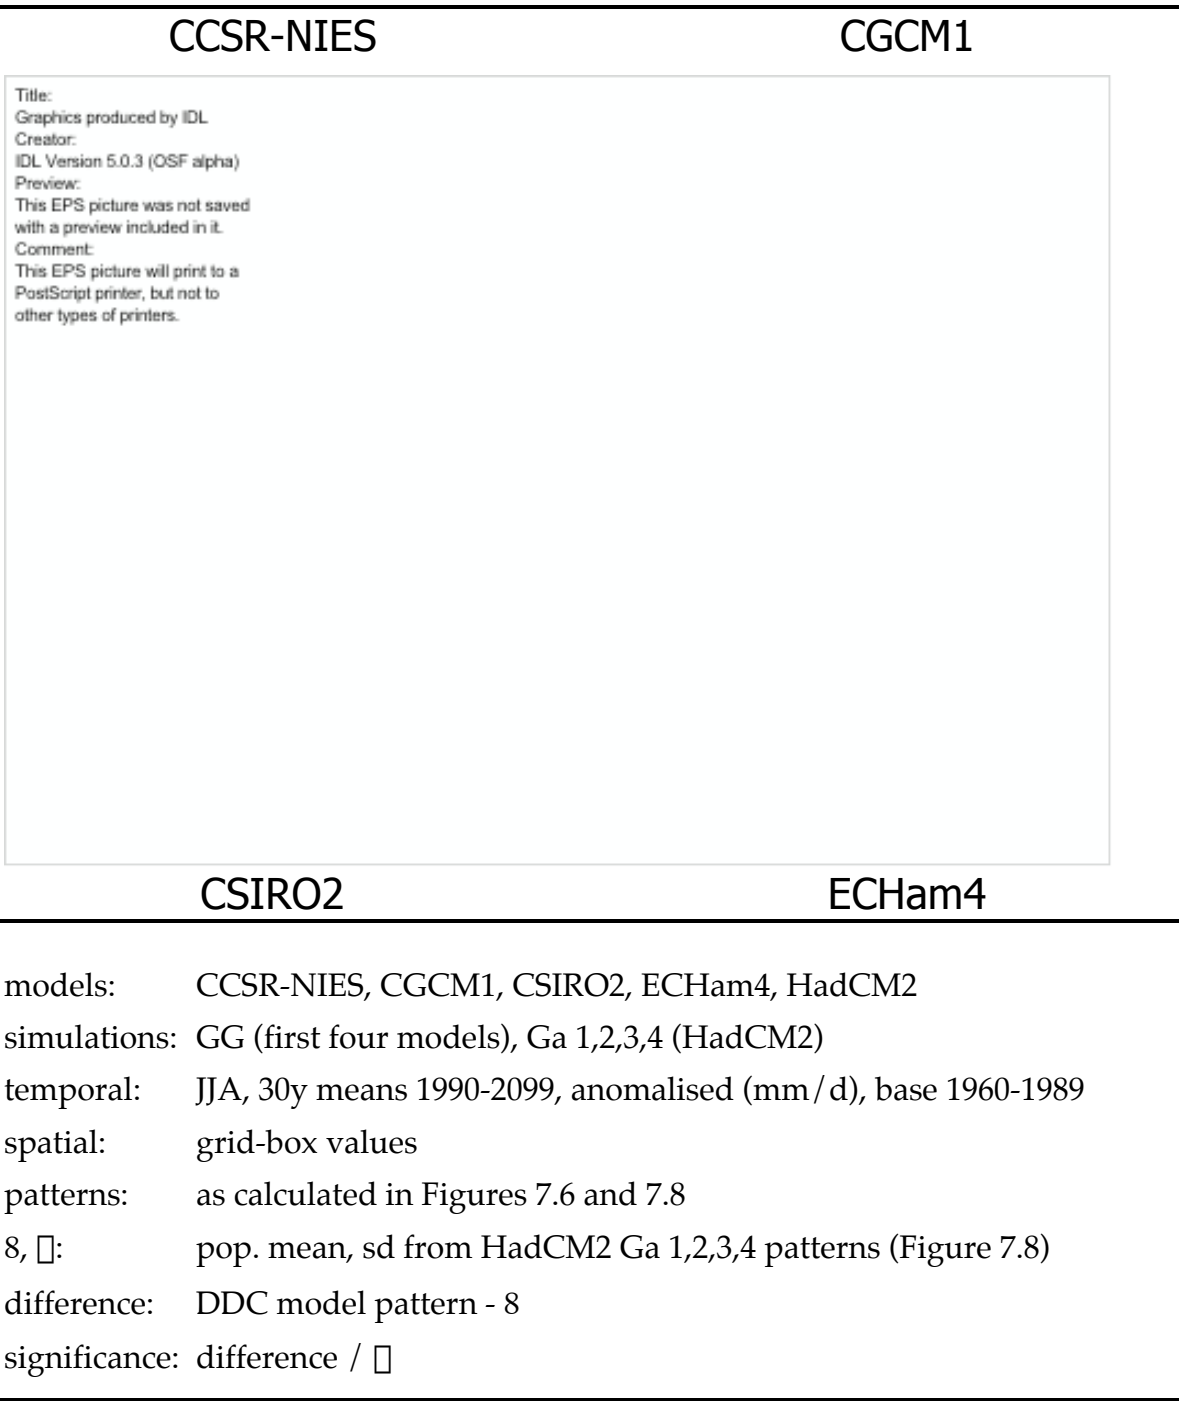 CCSR-NIES CGCM1
Title:
Graphics produced by IDL
Creator:
IDL Version 5.0.3 (OSF alpha)
Preview:
This EPS picture was not saved
with a preview included in it.
Comment:
This EPS picture will print to a
PostScript printer, but not to
other types of printers.
CSIRO2 ECHam4
models: CCSR-NIES, CGCM1, CSIRO2, ECHam4, HadCM2
simulations: GG (first four models), Ga 1,2,3,4 (HadCM2)
temporal: JJA, 30y means 1990-2099, anomalised (mm/d), base 1960-1989
spatial: grid-box values
patterns: as calculated in Figures 7.6 and 7.8
8, □: pop. mean, sd from HadCM2 Ga 1,2,3,4 patterns (Figure 7.8)
difference: DDC model pattern - 8
significance: difference / □